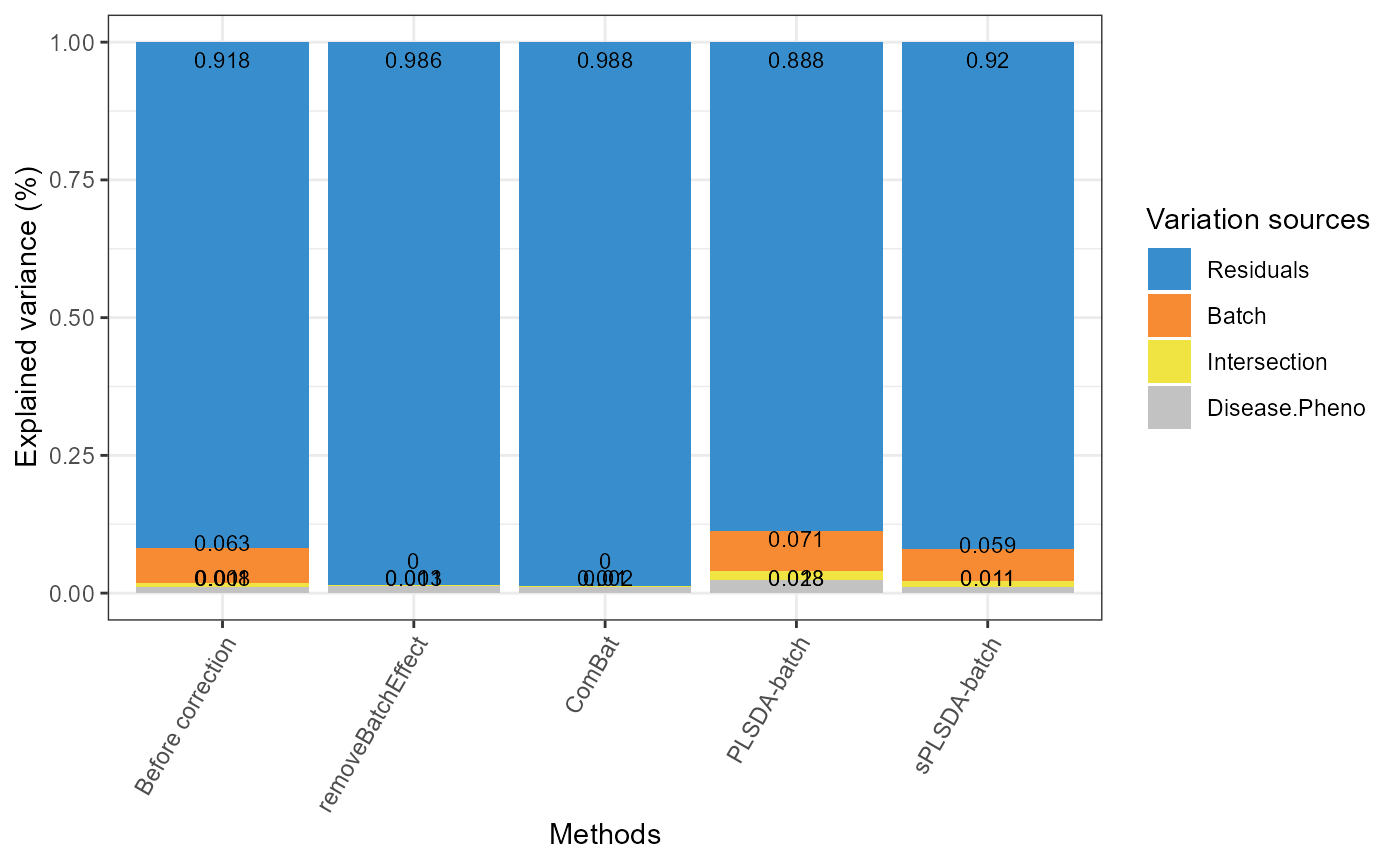 1.00
0.75
0.50
0.25
0.00
Explained variance (%)
0.918
0.986
0.988
0.888
0.92
0.063
0
0
0.071
0.059
0.011
Before correction
removeBatchEffect
ComBat
PLSDA-batch
sPLSDA-batch
Methods
Variation sources
Residuals
Batch
Intersection
Disease.Pheno